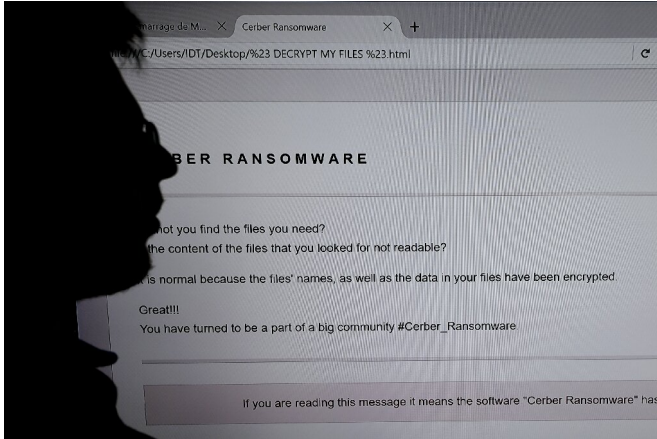 marrage de M... Cerber Ransomware
C:/Users/IDT/Desktop/%23 DECRYPT MY FILES %23.html
BER RANSOMWARE
not you find the files you need?
the content of the files that you looked for not readable?
is normal because the files' names, as well as the data in your files have been encrypted.
Great!!!
You have turned to be a part of a big community #Cerber_Ransomware
If you are reading this message it means the software "Cerber Ransomware" has